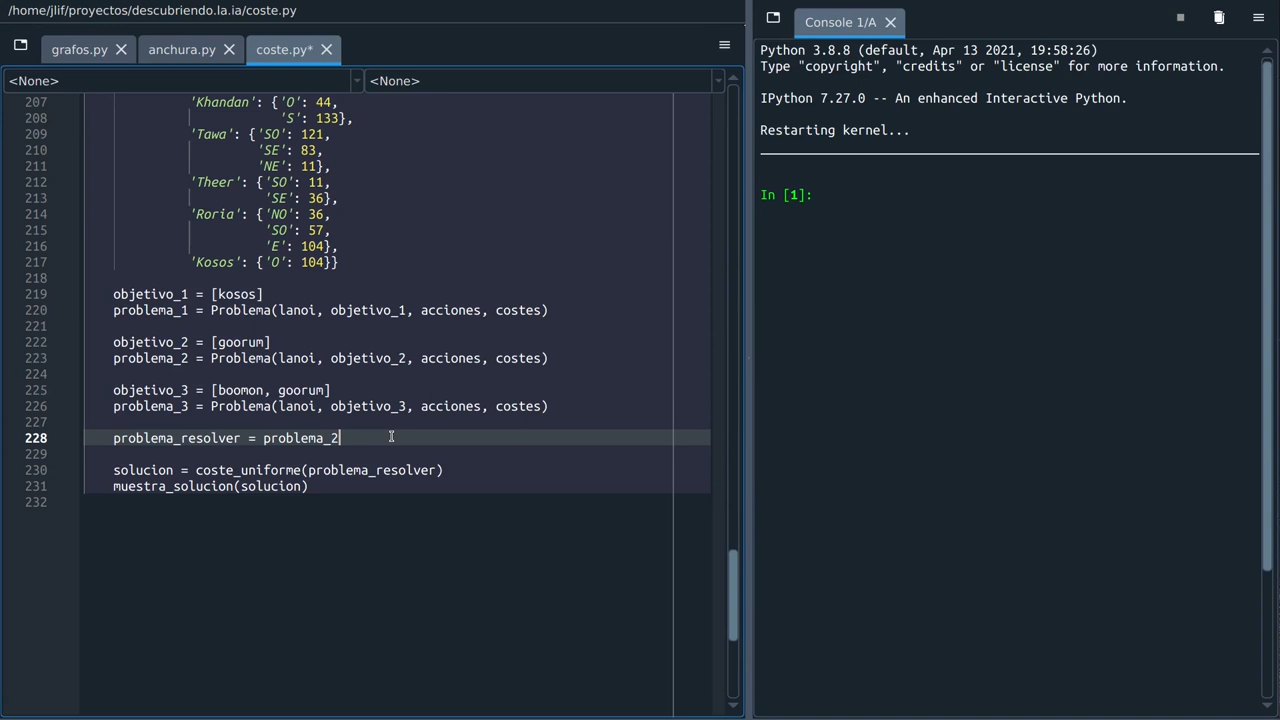 /home/jlif/proyectos/descubriendo.la.ia/coste.py
grafos.py
anchura.py
coste.py*
<None>
<None>
207 'Khandan': {'O': 44,
208 'S': 133},
209 'Tawa': {'SO': 121,
210 'SE': 83,
211 'NE': 11},
212 'Theer': {'SO': 11,
213 'SE': 36},
214 'Roria': {'NO': 36,
215 'SO': 57,
216 'E': 104},
217 'Kosos': {'O': 104}}
218
219 objetivo_1 = [kosos]
220 problema_1 = Problema(lanoi, objetivo_1, acciones, costes)
221
222 objetivo_2 = [goorum]
223 problema_2 = Problema(lanoi, objetivo_2, acciones, costes)
224
225 objetivo_3 = [boomon, goorum]
226 problema_3 = Problema(lanoi, objetivo_3, acciones, costes)
227
228 problema_resolver = problema_2
229
230 solucion = coste_uniforme(problema_resolver)
231 muestra_solucion(solucion)
232
Console 1/A
Python 3.8.8 (default, Apr 13 2021, 19:58:26)
Type "copyright", "credits" or "license" for more information.
IPython 7.27.0 -- An enhanced Interactive Python.
Restarting kernel...
In [1]: